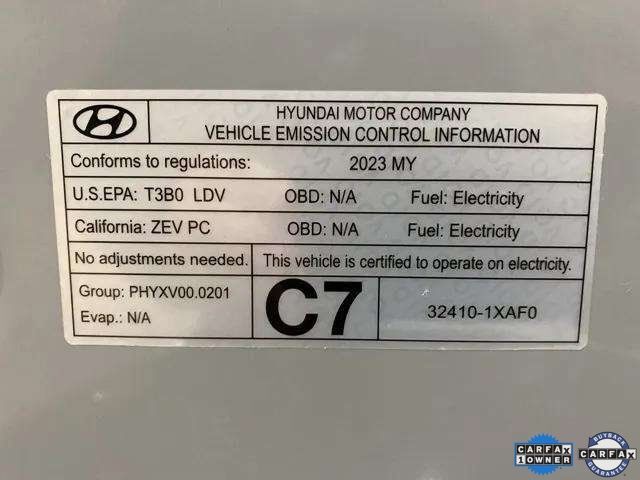 HYUNDAI MOTOR COMPANY
VEHICLE EMISSION CONTROL INFORMATION
Conforms to regulations: 2023 MY
U.S.EPA: T3B0 LDV OBD: N/A Fuel: Electricity
California: ZEV PC OBD: N/A Fuel: Electricity
No adjustments needed. This vehicle is certified to operate on electricity.
Group: PHYXV00.0201
Evap.: N/A
C7
32410-1XAF0
CARFAX
1 OWNER
BUYBACK
CARFAX
GUARANTEE